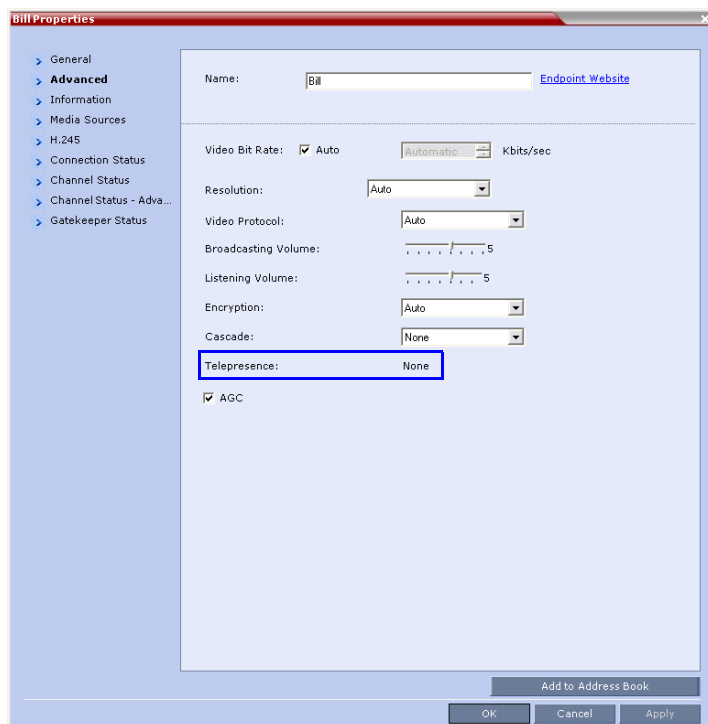 Bill Properties
General
Advanced
Information
Media Sources
H.245
Connection Status
Channel Status
Channel Status - Adva...
Gatekeeper Status
Name: Bill Endpoint Website
Video Bit Rate: Auto Automatic Kbits/sec
Resolution: Auto
Video Protocol: Auto
Broadcasting Volume: 5
Listening Volume: 5
Encryption: Auto
Cascade: None
Telepresence: None
AGC
Add to Address Book
OK Cancel Apply